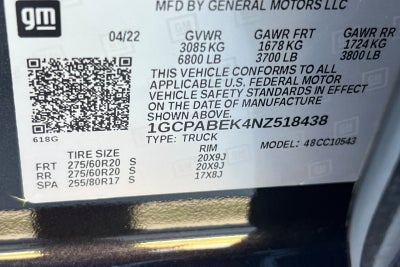 gm
MFD BY GENERAL MOTORS LLC
04/22 GVWR GAWR FRT GAWR RR
3085 KG 1678 KG 1724 KG
6800 LB 3700 LB 3800 LB
THIS VEHICLE CONFORMS TO ALL
APPLICABLE U.S. FEDERAL MOTOR
VEHICLE SAFETY STANDARDS IN EFFECT
ON THE DATE OF MANUFACTURE
618G
1GCPABEK4NZ518438
TYPE: TRUCK
MODEL: 48CC10543
TIRE SIZE RIM
FRT 275/60R20 S 20X9J
RR 275/60R20 S 20X9J
SPA 255/80R17 S 17X8J